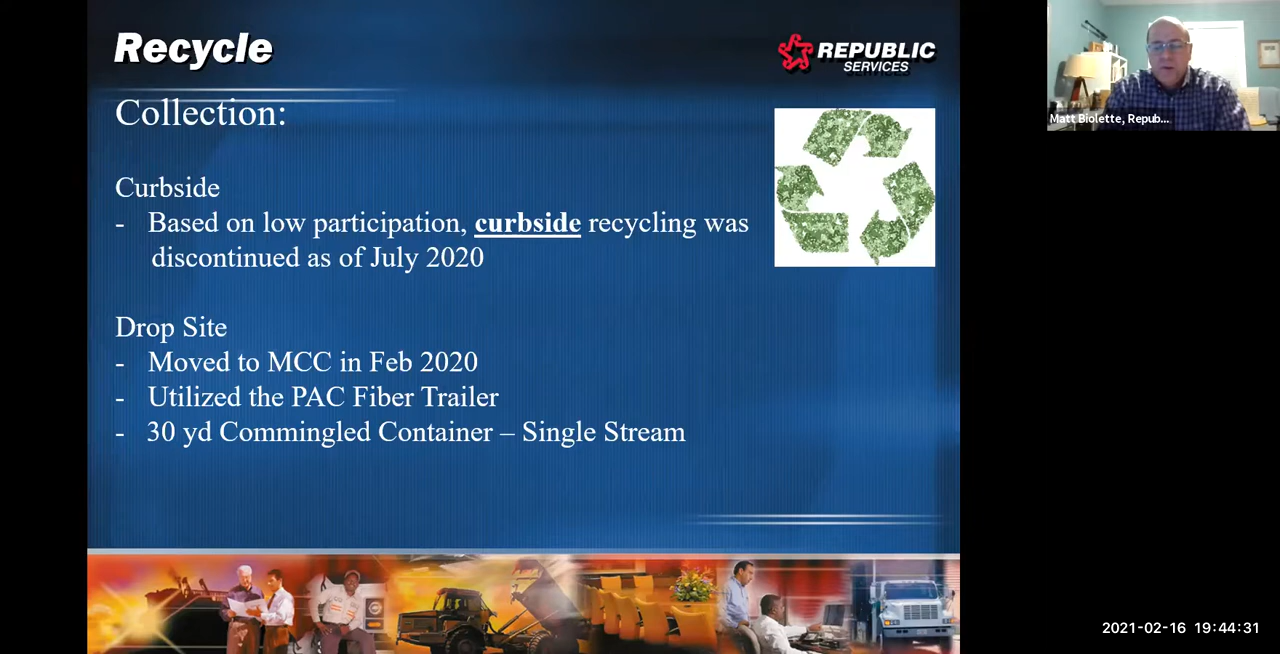 Recycle
REPUBLIC
SERVICES
Collection:
Curbside
- Based on low participation, curbside recycling was
discontinued as of July 2020
Drop Site
- Moved to MCC in Feb 2020
- Utilized the PAC Fiber Trailer
- 30 yd Commingled Container – Single Stream
Matt Biolette, Repub...
2021-02-16 19:44:31